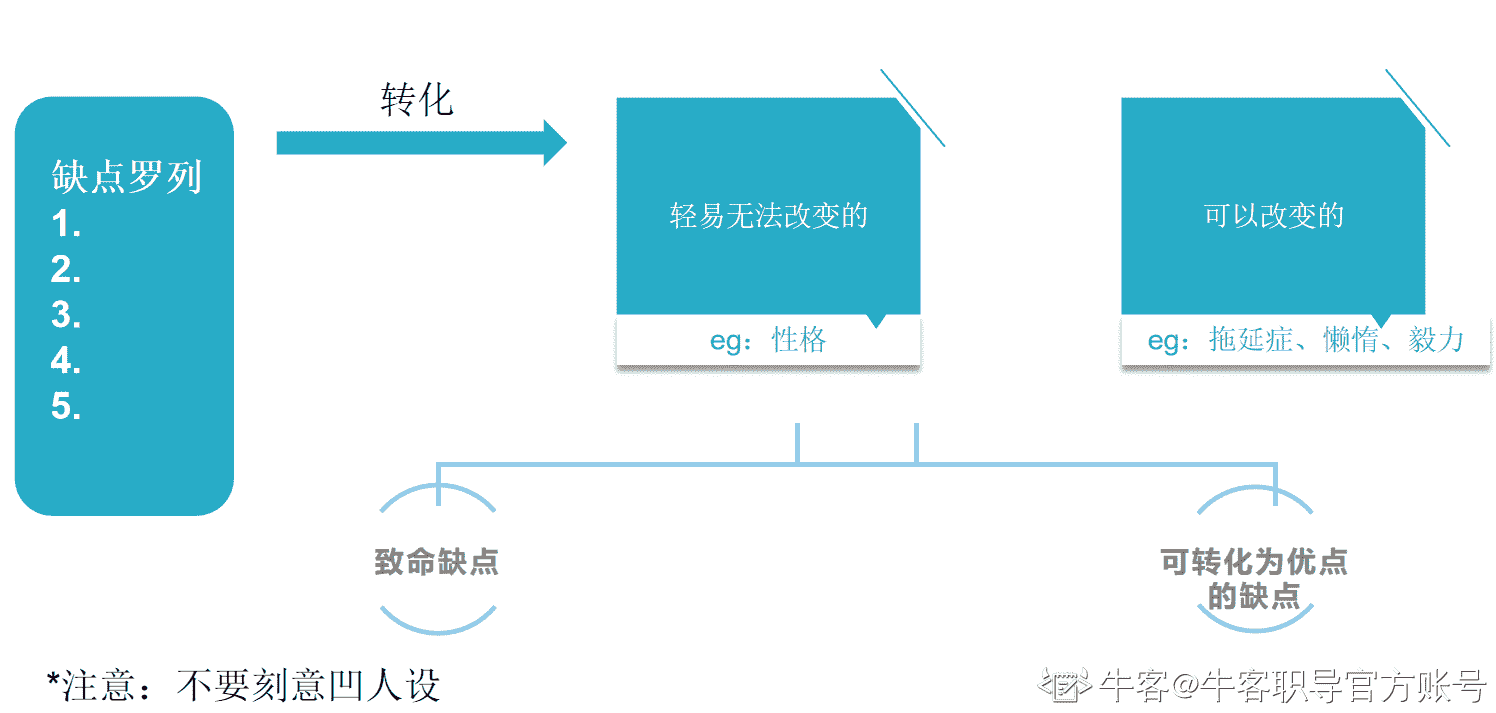 转化
缺点罗列
1.
2.
3.
4.
5.
轻易无法改变的
eg：性格
可以改变的
eg：拖延症、懒惰、毅力
致命缺点
可转化为优点
的缺点
*注意：不要刻意凹人设
牛客@牛客职导官方账号